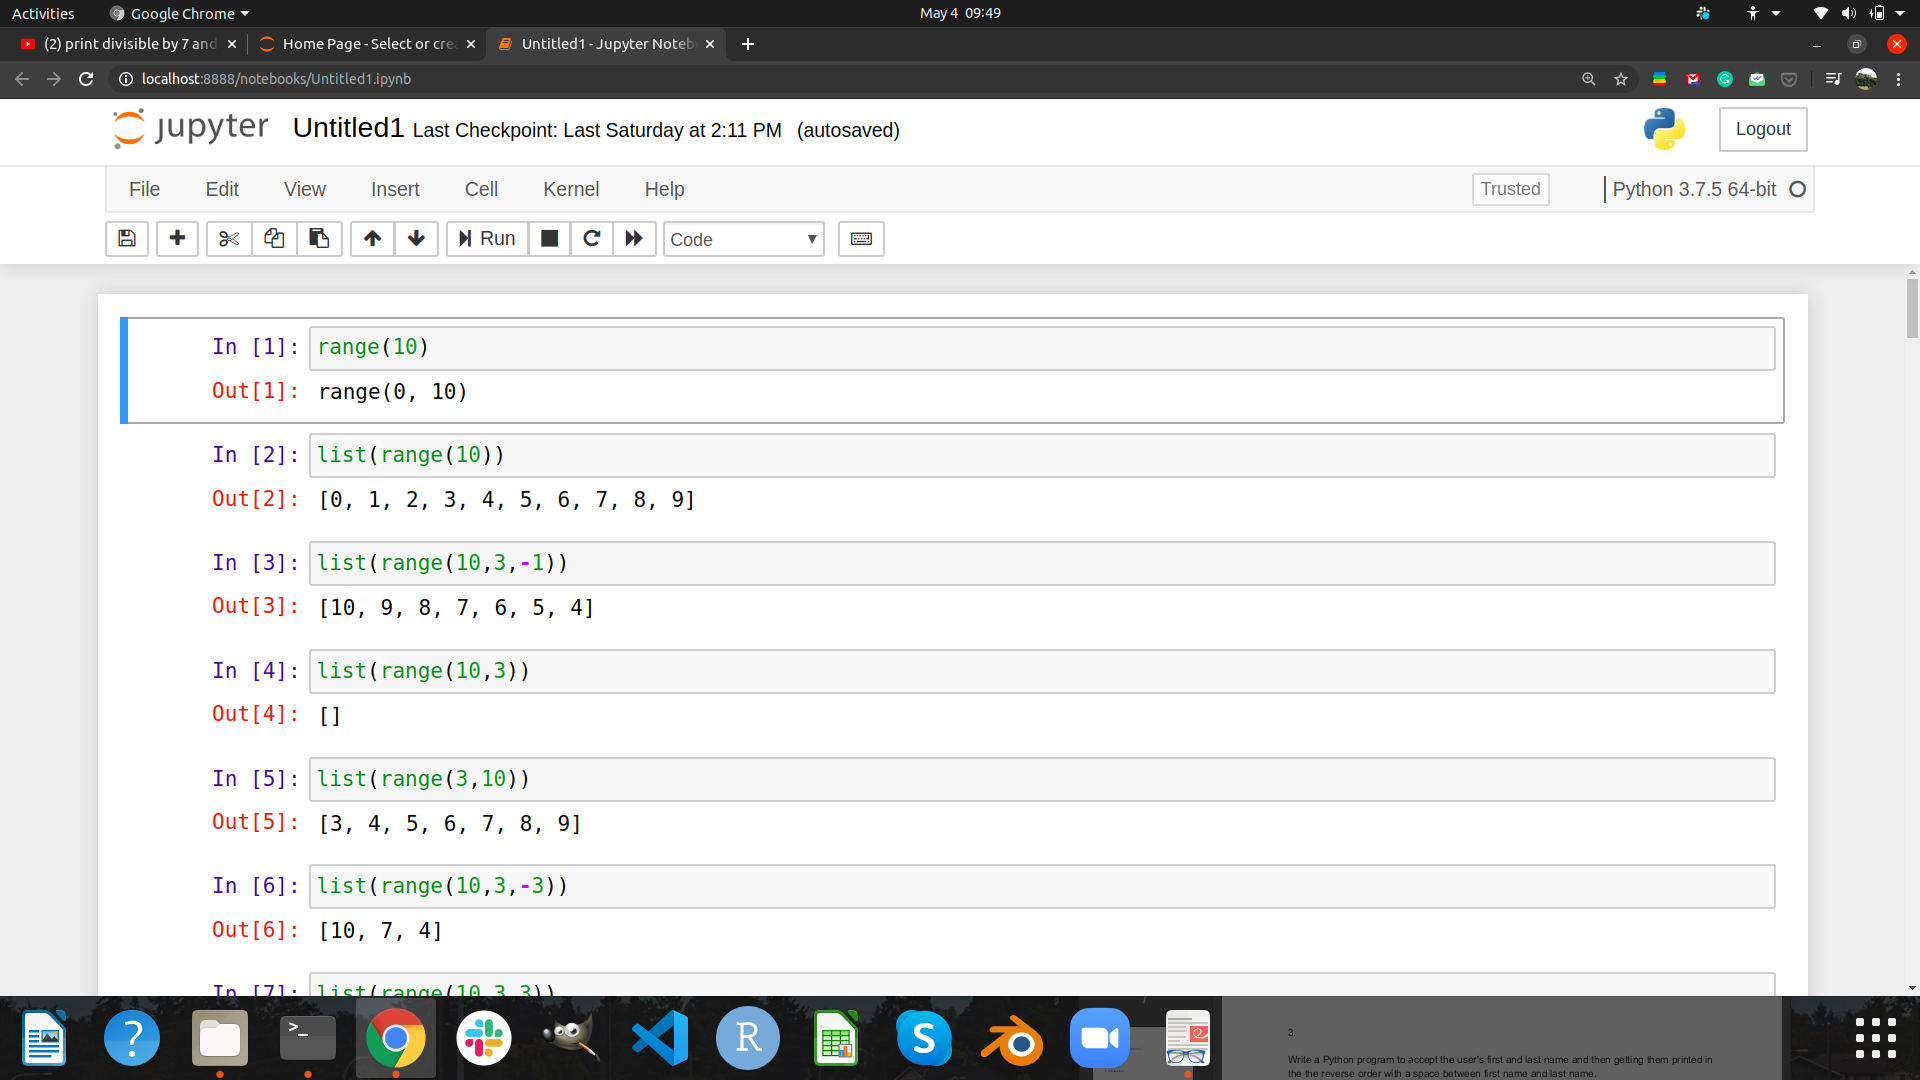 Activities Google Chrome May 4 09:49
(2) print divisible by 7 and Home Page - Select or crea Untitled1 - Jupyter Noteb
localhost:8888/notebooks/Untitled1.ipynb
jupyter Untitled1 Last Checkpoint: Last Saturday at 2:11 PM (autosaved) Logout
File Edit View Insert Cell Kernel Help Trusted Python 3.7.5 64-bit
Run Code
In [1]: range(10)
Out[1]: range(0, 10)
In [2]: list(range(10))
Out[2]: [0, 1, 2, 3, 4, 5, 6, 7, 8, 9]
In [3]: list(range(10,3,-1))
Out[3]: [10, 9, 8, 7, 6, 5, 4]
In [4]: list(range(10,3))
Out[4]: []
In [5]: list(range(3,10))
Out[5]: [3, 4, 5, 6, 7, 8, 9]
In [6]: list(range(10,3,-3))
Out[6]: [10, 7, 4]
In [7]: list(range(10,3,3))
3.
Write a Python program to accept the user's first and last name and then getting them printed in
the the reverse order with a space between first name and last name.